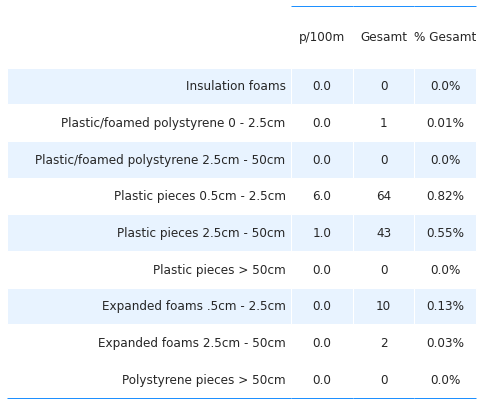 p/100m Gesamt % Gesamt
Insulation foams 0.0 0 0.0%
Plastic/foamed polystyrene 0 - 2.5cm 0.0 1 0.01%
Plastic/foamed polystyrene 2.5cm - 50cm 0.0 0 0.0%
Plastic pieces 0.5cm - 2.5cm 6.0 64 0.82%
Plastic pieces 2.5cm - 50cm 1.0 43 0.55%
Plastic pieces > 50cm 0.0 0 0.0%
Expanded foams .5cm - 2.5cm 0.0 10 0.13%
Expanded foams 2.5cm - 50cm 0.0 2 0.03%
Polystyrene pieces > 50cm 0.0 0 0.0%